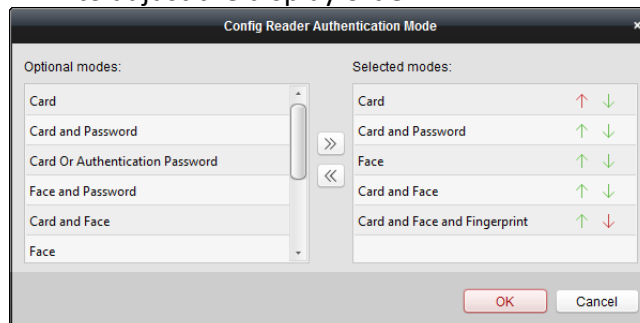 Config Reader Authentication Mode
Optional modes:
Selected modes:
Card
Card and Password
Card Or Authentication Password
Face and Password
Card and Face
Face
Card
Card and Password
Face
Card and Face
Card and Face and Fingerprint
OK
Cancel